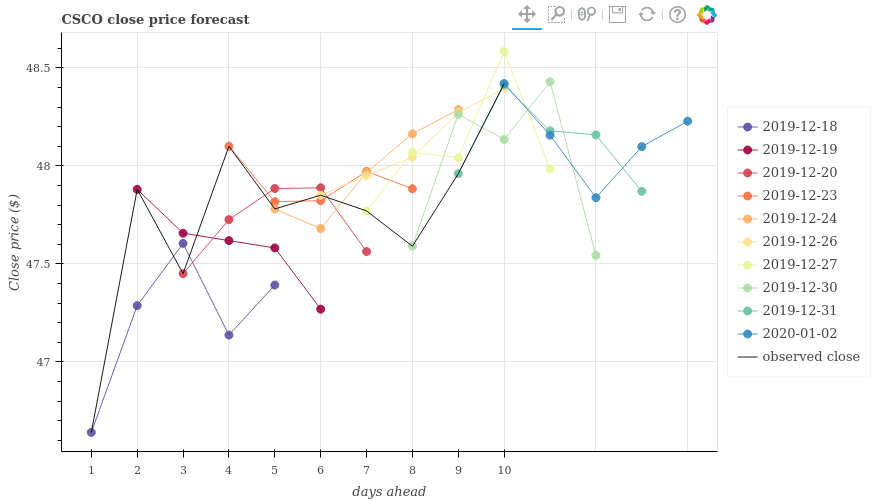 CSCO close price forecast
48.5
48
47.5
47
Close price ($)
1 2 3 4 5 6 7 8 9 10
days ahead
2019-12-18
2019-12-19
2019-12-20
2019-12-23
2019-12-24
2019-12-26
2019-12-27
2019-12-30
2019-12-31
2020-01-02
observed close